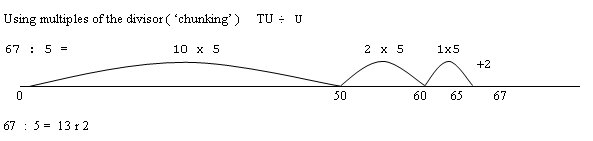 Using multiples of the divisor ( ‘chunking’ ) TU ÷ U
67 : 5 = 10 x 5 2 x 5 1x5
+2
0 50 60 65 67
67 : 5 = 13 r 2